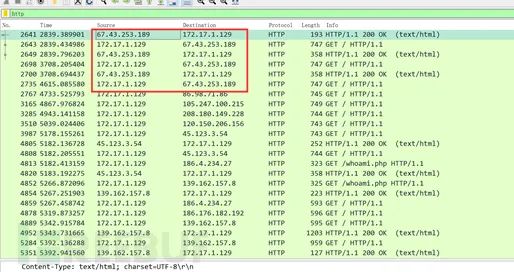 http
No. Time Source Destination Protocol Length Info
2641 2839.389901 67.43.253.189 172.17.1.129 HTTP 193 HTTP/1.1 200 OK (text/html)
2643 2839.434986 172.17.1.129 67.43.253.189 HTTP 747 GET / HTTP/1.1
2649 2839.796203 67.43.253.189 172.17.1.129 HTTP 358 HTTP/1.1 200 OK (text/html)
2698 3708.205404 172.17.1.129 67.43.253.189 HTTP 747 GET / HTTP/1.1
2700 3708.694437 67.43.253.189 172.17.1.129 HTTP 358 HTTP/1.1 200 OK (text/html)
2735 4615.085580 172.17.1.129 67.43.253.189 HTTP 747 GET / HTTP/1.1
2767 4733.525793 172.17.1.129 86.98.71.86 HTTP 745 GET / HTTP/1.1
3165 4867.976824 172.17.1.129 105.247.100.215 HTTP 749 GET / HTTP/1.1
3185 4943.141158 172.17.1.129 208.180.149.228 HTTP 744 GET / HTTP/1.1
3510 5039.024406 172.17.1.129 120.150.206.156 HTTP 743 GET / HTTP/1.1
3987 5178.155261 172.17.1.129 45.123.3.54 HTTP 744 GET / HTTP/1.1
4805 5182.136728 45.123.3.54 172.17.1.129 HTTP 252 HTTP/1.1 200 OK (text/html)
4808 5182.205551 172.17.1.129 45.123.3.54 HTTP 744 GET / HTTP/1.1
4813 5182.413159 172.17.1.129 186.4.234.27 HTTP 323 GET /whoami.php HTTP/1.1
4820 5183.192275 45.123.3.54 172.17.1.129 HTTP 358 HTTP/1.1 200 OK (text/html)
4852 5266.872096 172.17.1.129 139.162.157.8 HTTP 325 GET /whoami.php HTTP/1.1
4854 5267.251903 139.162.157.8 172.17.1.129 HTTP 223 HTTP/1.1 200 OK (text/html)
4859 5267.458727 172.17.1.129 186.4.234.27 HTTP 593 GET / HTTP/1.1
4878 5319.873257 172.17.1.129 186.176.182.192 HTTP 596 GET / HTTP/1.1
4889 5342.915784 172.17.1.129 139.162.157.8 HTTP 595 GET / HTTP/1.1
4952 5343.731665 139.162.157.8 172.17.1.129 HTTP 1203 HTTP/1.1 200 OK (text/html)
5284 5392.136288 172.17.1.129 139.162.157.8 HTTP 959 GET / HTTP/1.1
5351 5392.941560 139.162.157.8 172.17.1.129 HTTP 127 HTTP/1.1 200 OK (text/html)
Content-Type: text/html; charset=UTF-8\r\n